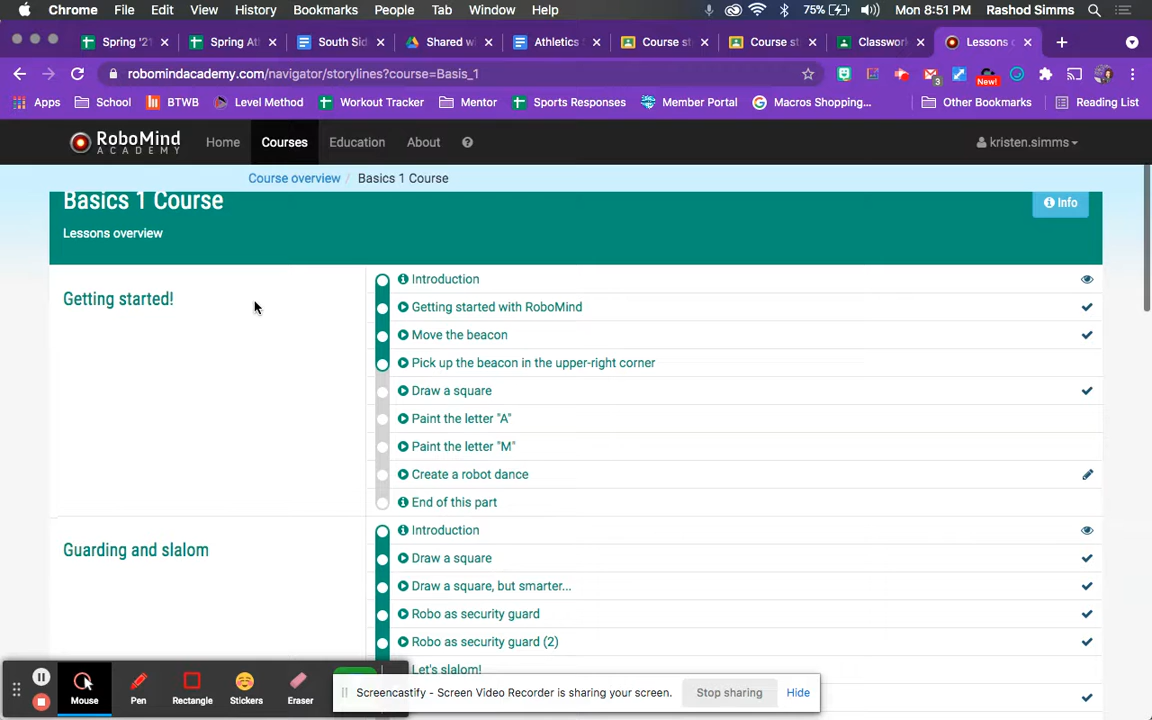 Chrome File Edit View History Bookmarks People Tab Window Help 75% Mon 8:51 PM Rashod Simms
Spring '21 Spring Atl South Sid Shared wi Athletics Course st Course st Classwor Lessons o
robomindacademy.com/navigator/storylines?course=Basis_1 3 New!
Apps School BTWB Level Method Workout Tracker Mentor Sports Responses Member Portal Macros Shopping... Other Bookmarks Reading List
RoboMind ACADEMY Home Courses Education About kristen.simms
Course overview / Basics 1 Course
Basics 1 Course Info
Lessons overview
Getting started!
Introduction
Getting started with RoboMind
Move the beacon
Pick up the beacon in the upper-right corner
Draw a square
Paint the letter "A"
Paint the letter "M"
Create a robot dance
End of this part
Guarding and slalom
Introduction
Draw a square
Draw a square, but smarter...
Robo as security guard
Robo as security guard (2)
Let's slalom!
Mouse Pen Rectangle Stickers Eraser
Screencastify - Screen Video Recorder is sharing your screen. Stop sharing Hide